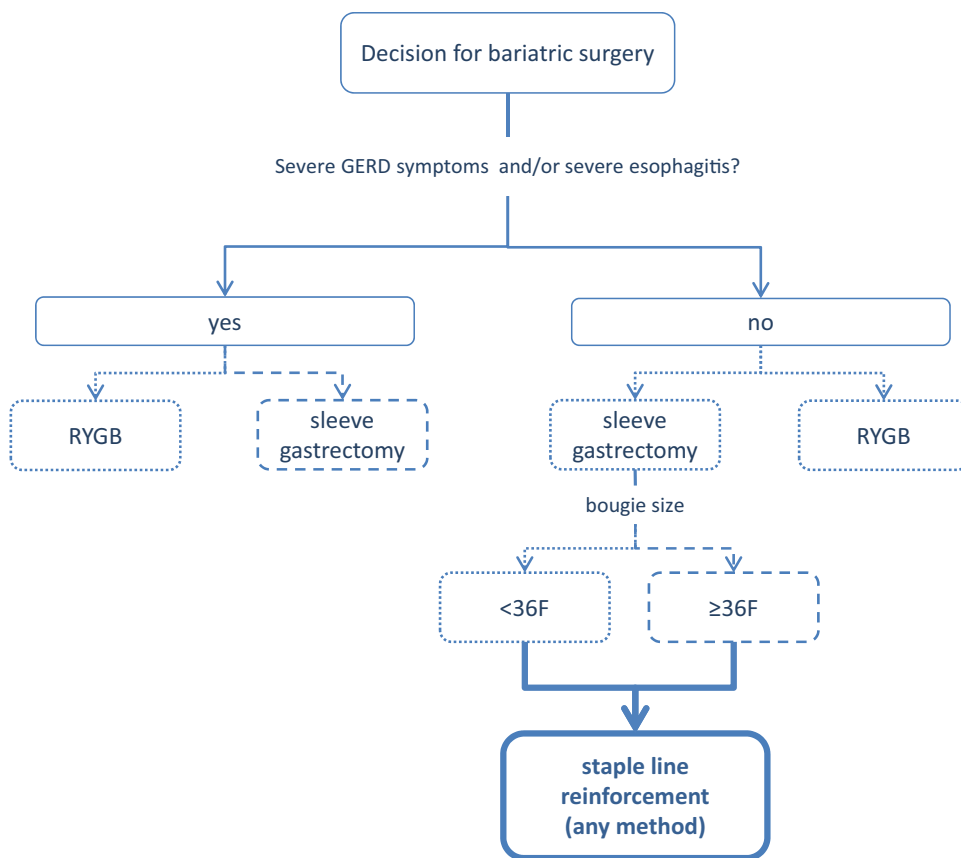 Decision for bariatric surgery
Severe GERD symptoms and/or severe esophagitis?
yes
no
RYGB
sleeve
gastrectomy
sleeve
gastrectomy
RYGB
bougie size
<36F
≥36F
staple line
reinforcement
(any method)